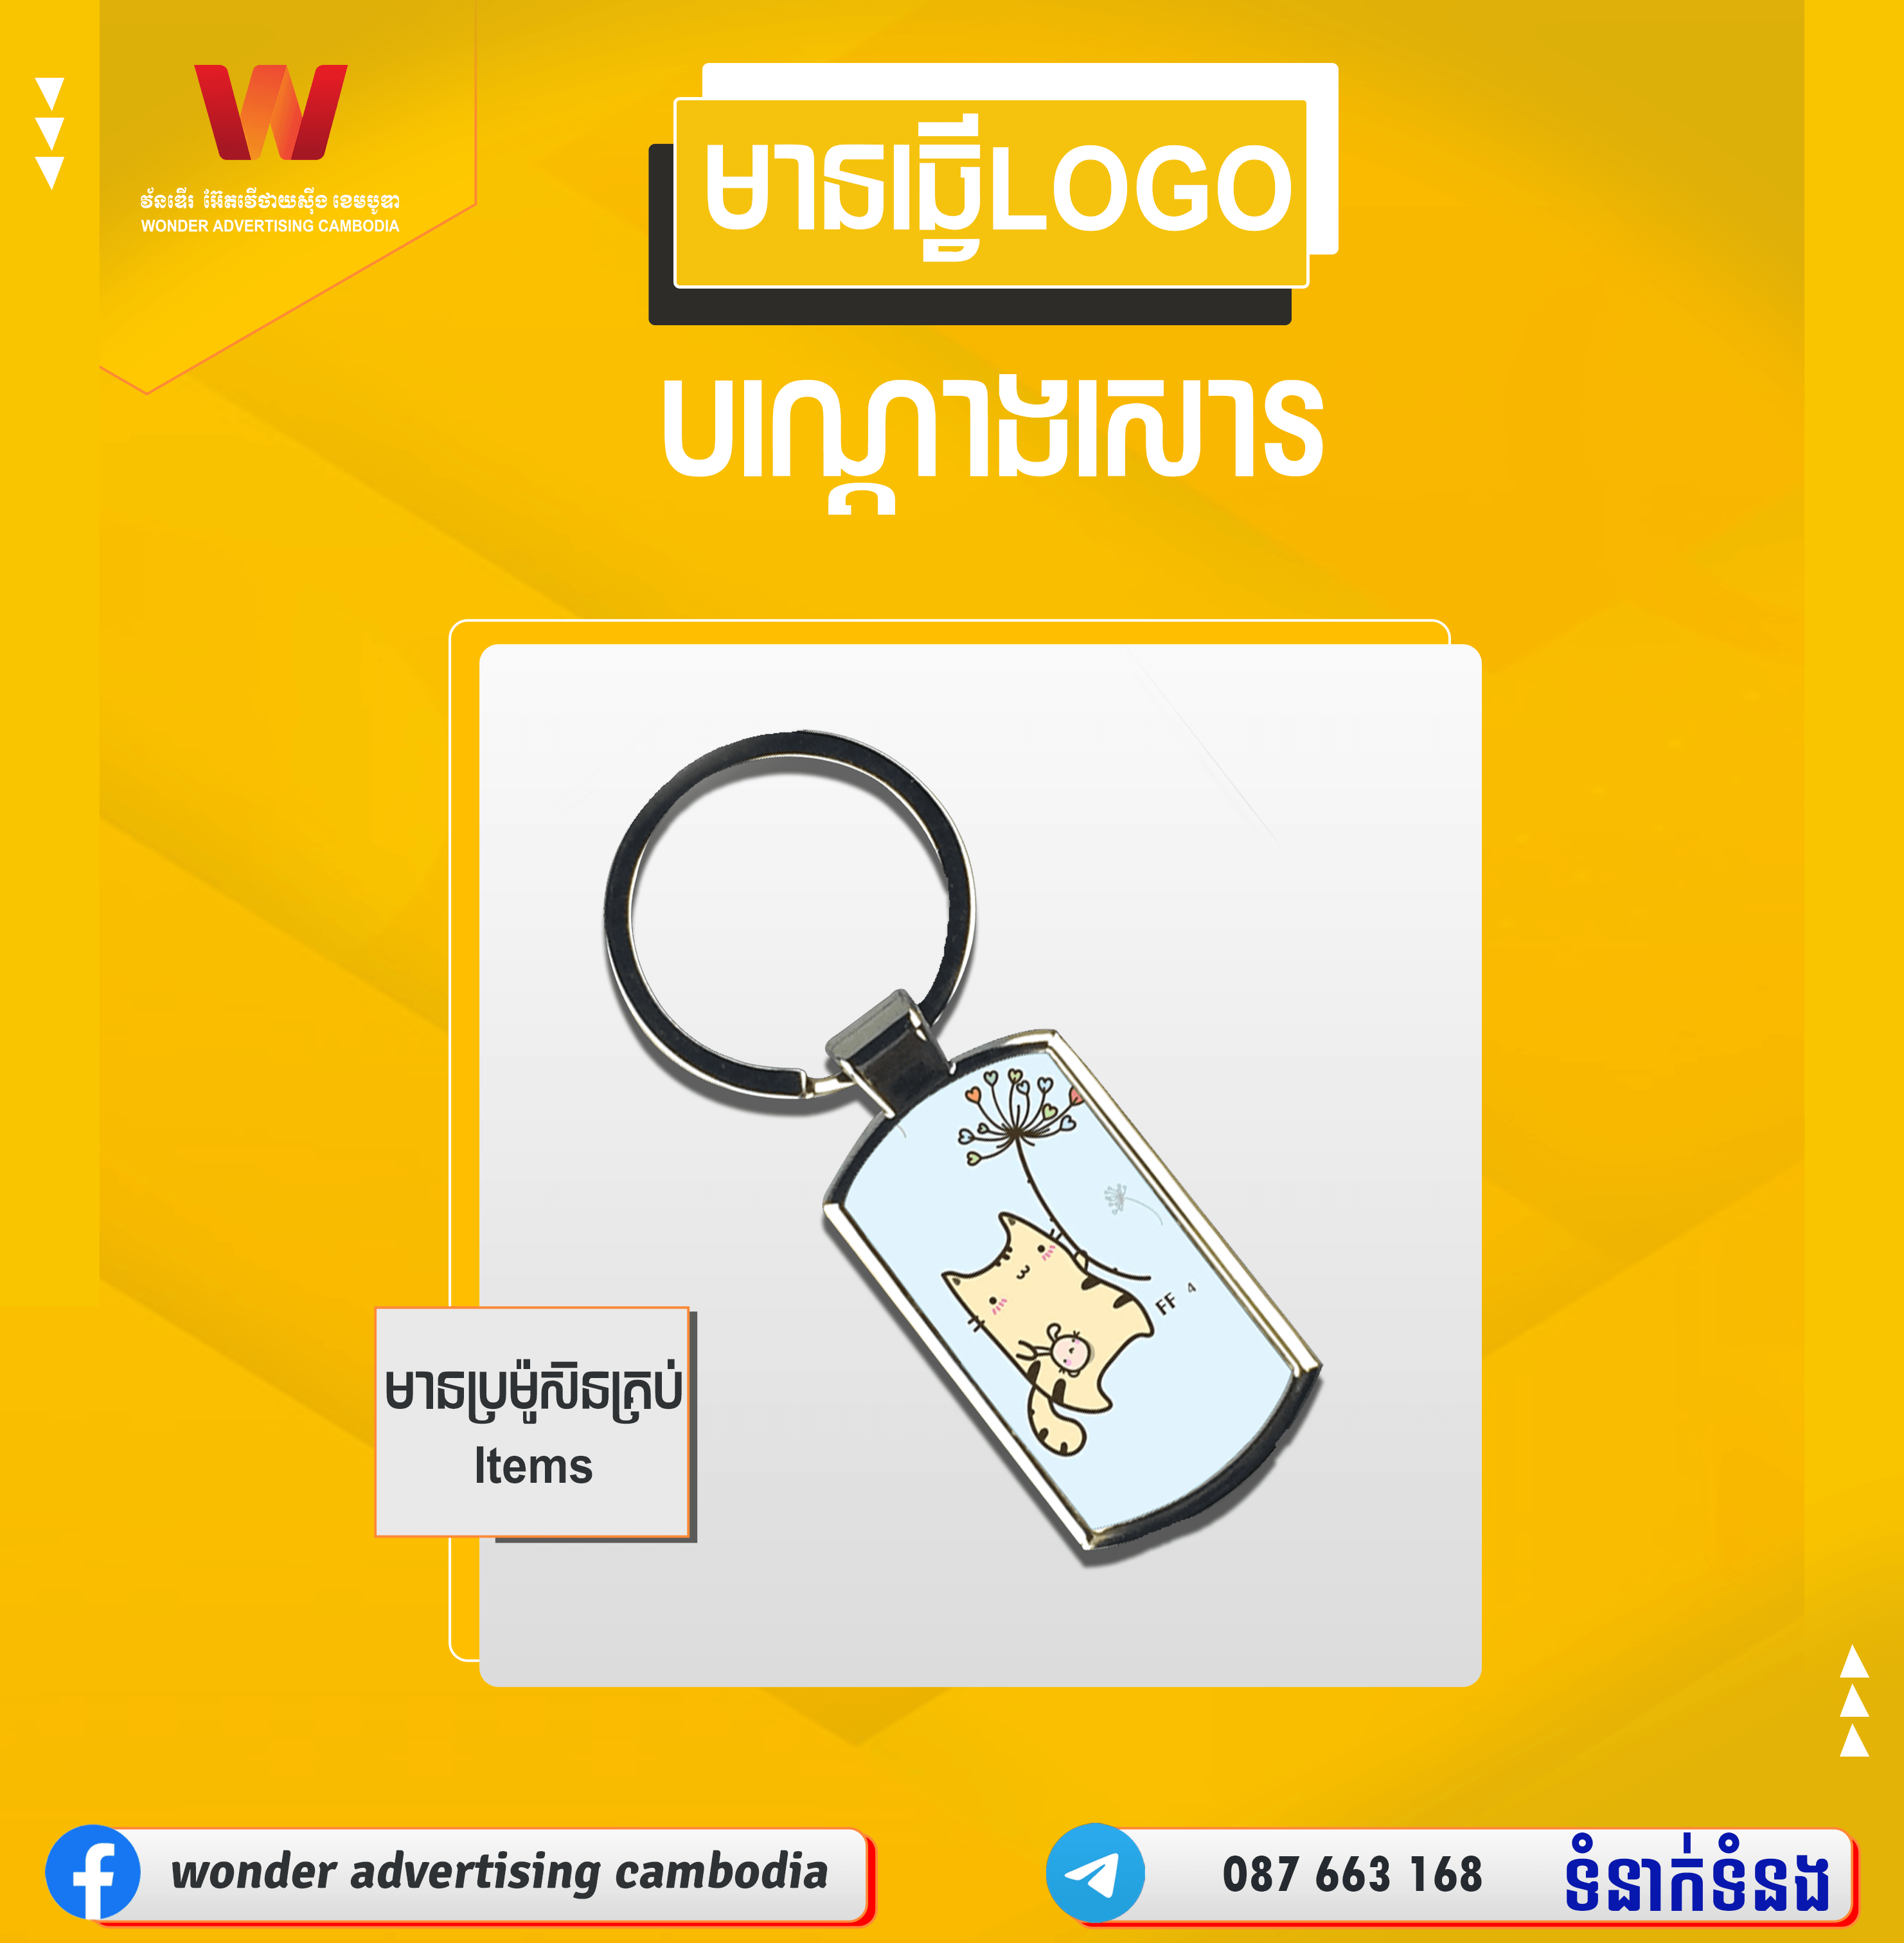 វ័នឌើរ អ៊ែតវើថាយស៊ីង ខេមបូឌា
WONDER ADVERTISING CAMBODIA
មានធ្វើLOGO
បណ្ដោងសោរ
FF 4
មានប្រម៉ូសិនគ្រប់
Items
wonder advertising cambodia
087 663 168
ទំនាក់ទំនង